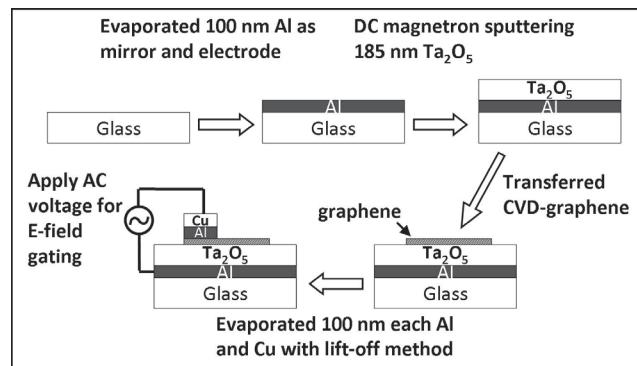 Evaporated 100 nm Al as
mirror and electrode
DC magnetron sputtering
185 nm Ta₂O₅
Glass
Al
Glass
Ta₂O₅
Al
Glass
Transferred
CVD-graphene
graphene
Ta₂O₅
Al
Glass
Evaporated 100 nm each Al
and Cu with lift-off method
Cu
Al
Ta₂O₅
Al
Glass
Apply AC
voltage for
E-field
gating